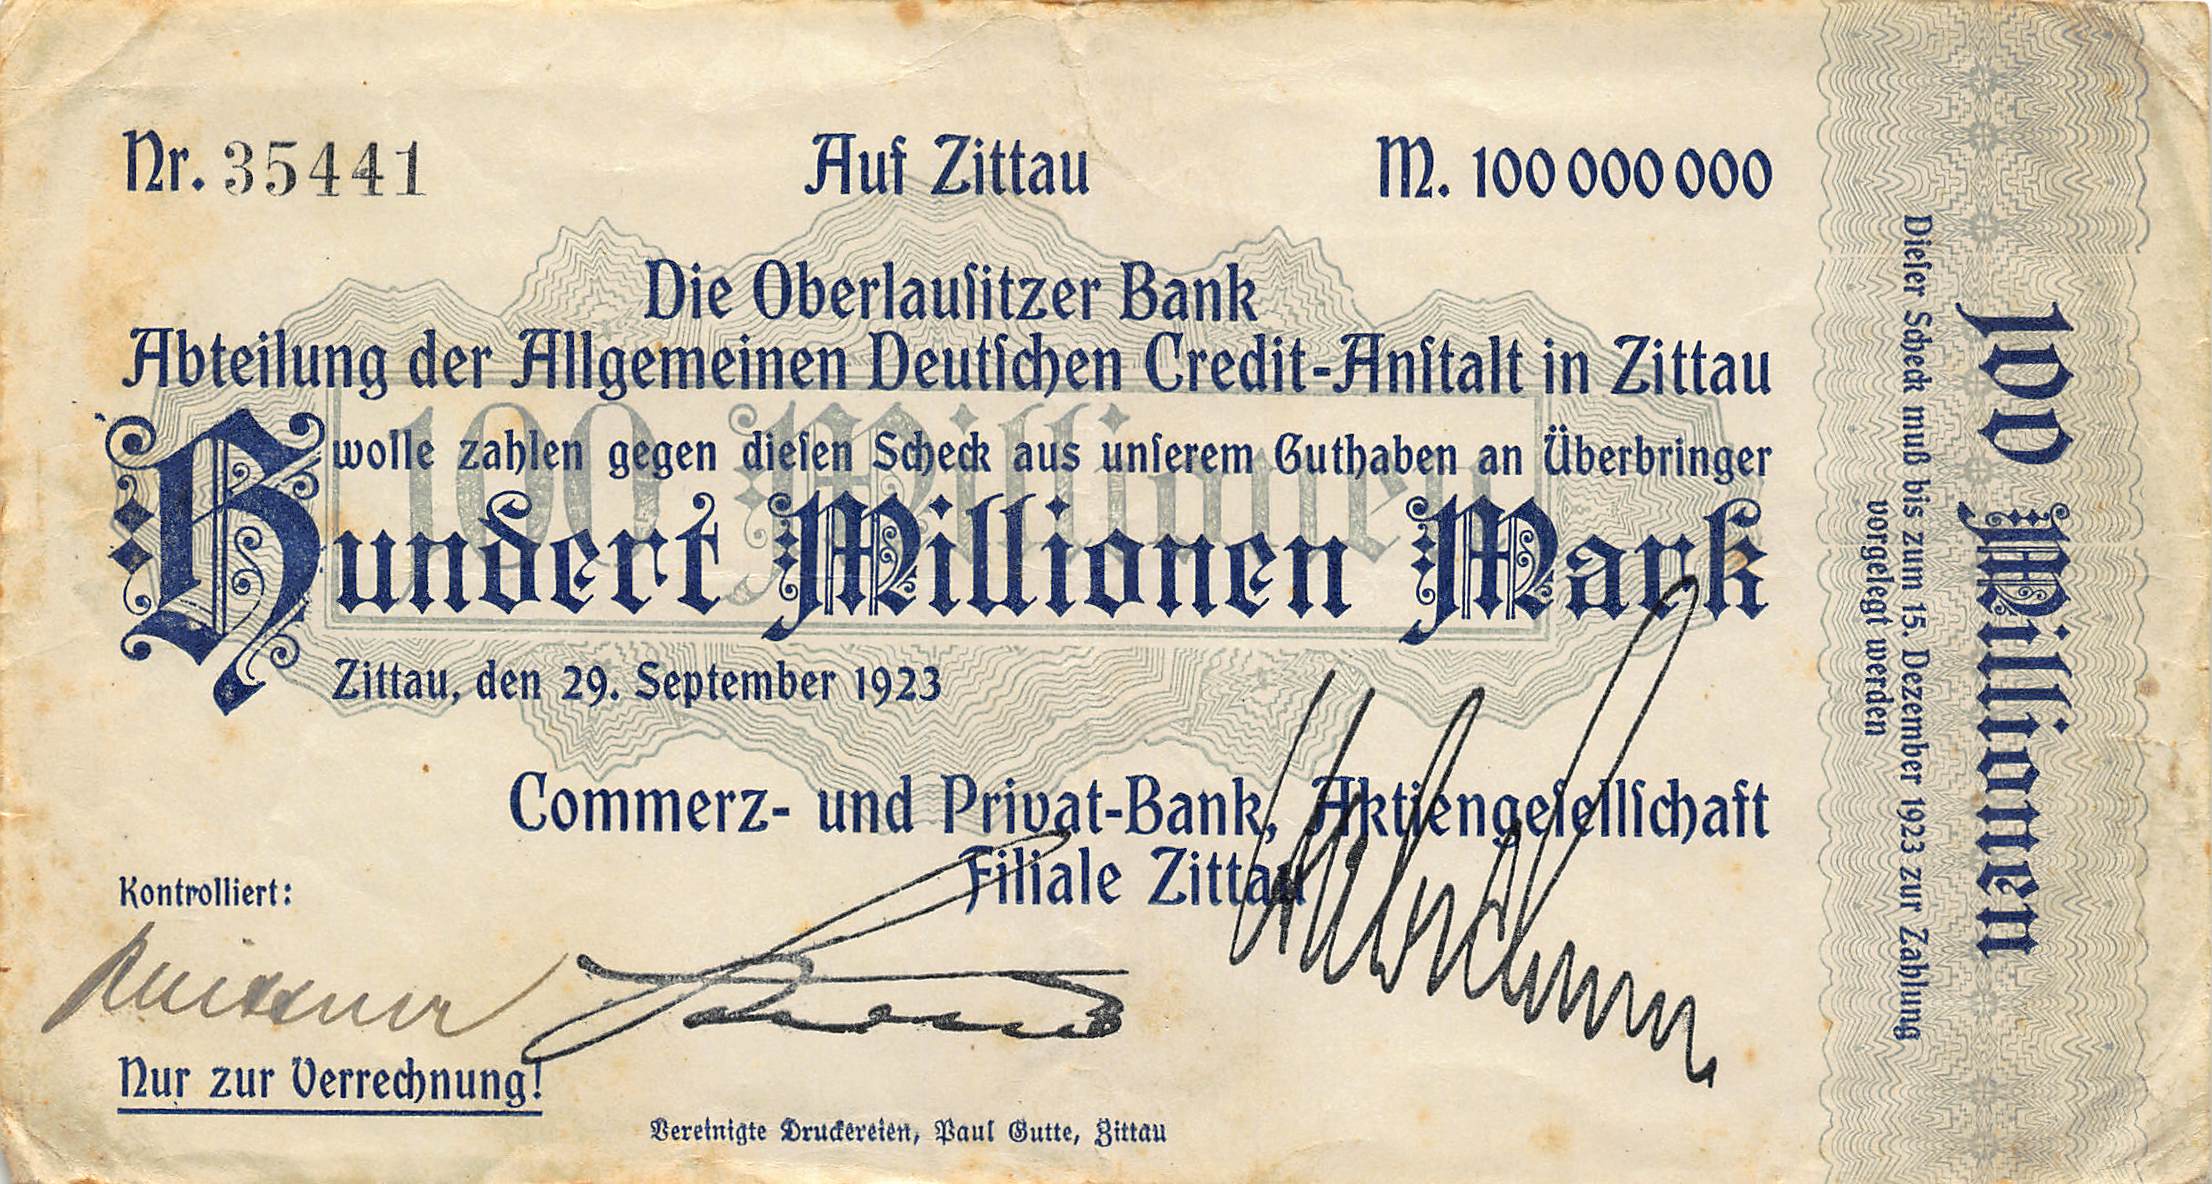 Nr. 35441
Auf Zittau
M. 100 000 000
Die Oberlauſitzer Bank
Abteilung der Allgemeinen Deutſchen Credit-Anſtalt in Zittau
wolle zahlen gegen dieſen Scheck aus unſerem Guthaben an Überbringer
Hundert Millionen Mark
100 Millionen
Zittau, den 29. September 1923
Commerz- und Privat-Bank, Aktiengeſellſchaft
Filiale Zittau
Kontrolliert:
Nur zur Verrechnung!
Vereinigte Druckereien, Paul Gutte, Zittau
100 Millionen
Dieſer Scheck muß bis zum 15. Dezember 1923 zur Zahlung
vorgelegt werden